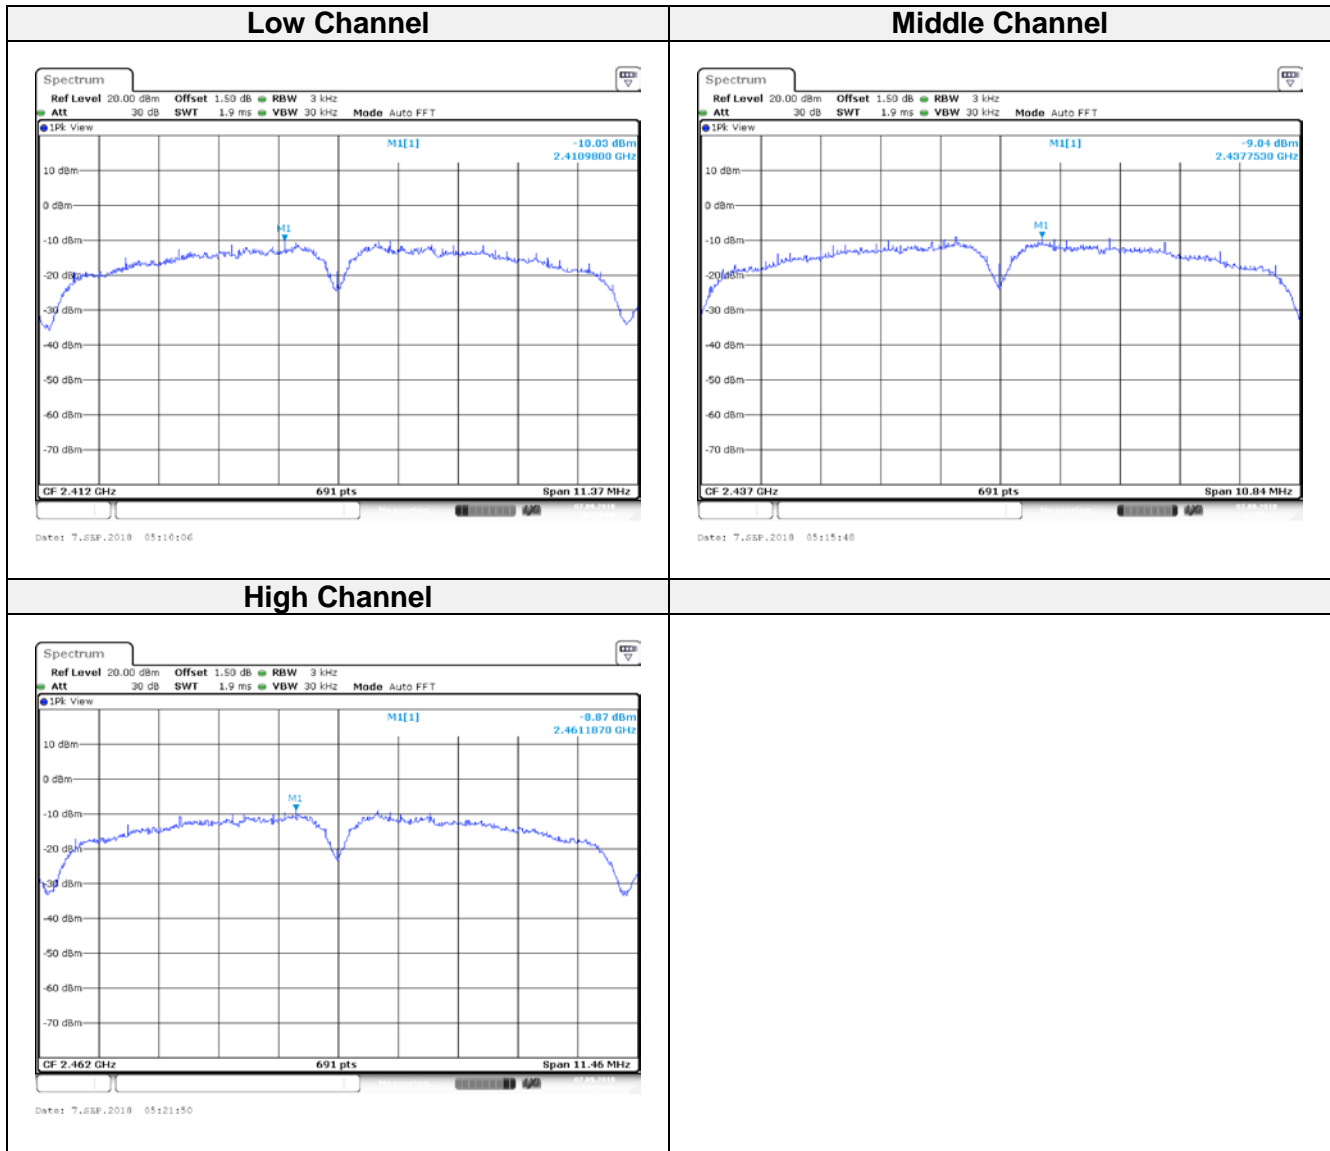 Low Channel
Middle Channel
Spectrum
Ref Level 20.00 dBm Offset 1.50 dB RBW 3 kHz
Att 30 dB SWT 1.9 ms VBW 30 kHz Mode Auto FFT
1Pk View
M1[1] -10.03 dBm
2.4109800 GHz
10 dBm
0 dBm
M1
-10 dBm
-20 dBm
-30 dBm
-40 dBm
-50 dBm
-60 dBm
-70 dBm
CF 2.412 GHz 691 pts Span 11.37 MHz
Date: 7.SEP.2018 05:10:06
Spectrum
Ref Level 20.00 dBm Offset 1.50 dB RBW 3 kHz
Att 30 dB SWT 1.9 ms VBW 30 kHz Mode Auto FFT
1Pk View
M1[1] -9.04 dBm
2.4377530 GHz
10 dBm
0 dBm
M1
-10 dBm
-20 dBm
-30 dBm
-40 dBm
-50 dBm
-60 dBm
-70 dBm
CF 2.437 GHz 691 pts Span 10.84 MHz
Date: 7.SEP.2018 05:15:48
High Channel
Spectrum
Ref Level 20.00 dBm Offset 1.50 dB RBW 3 kHz
Att 30 dB SWT 1.9 ms VBW 30 kHz Mode Auto FFT
1Pk View
M1[1] -8.87 dBm
2.4611870 GHz
10 dBm
0 dBm
M1
-10 dBm
-20 dBm
-30 dBm
-40 dBm
-50 dBm
-60 dBm
-70 dBm
CF 2.462 GHz 691 pts Span 11.46 MHz
Date: 7.SEP.2018 05:21:50